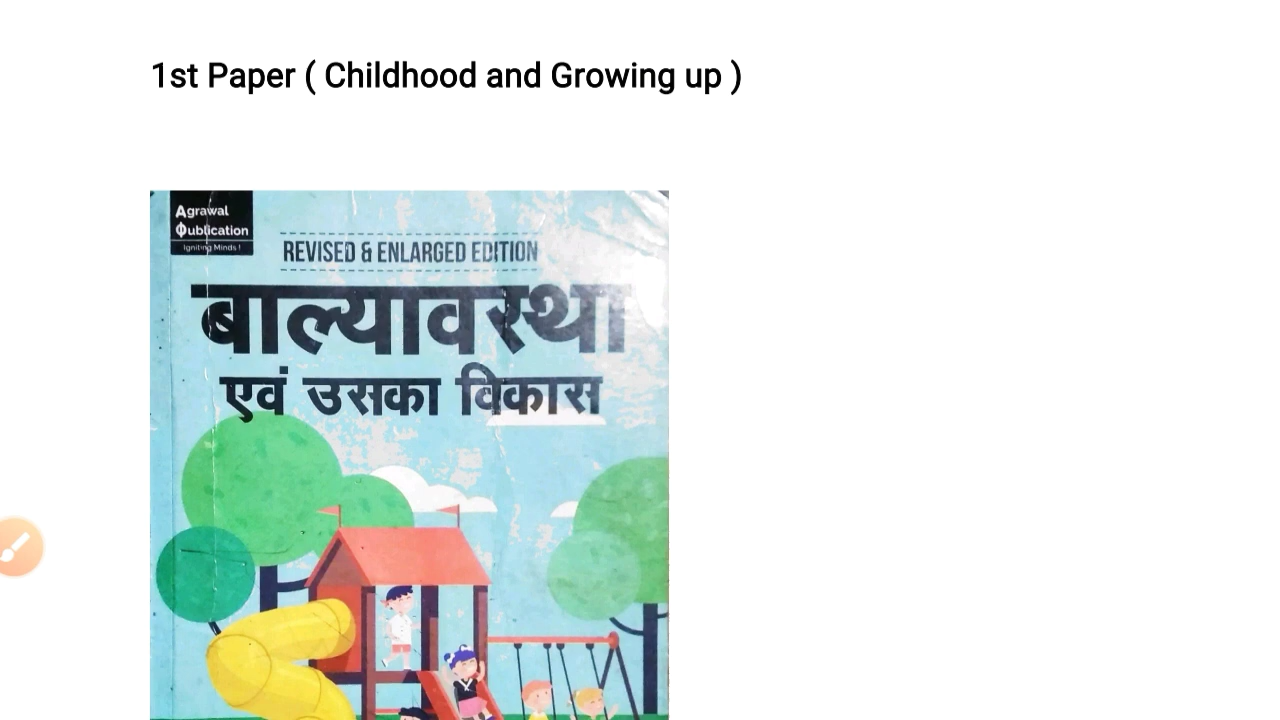 1st Paper ( Childhood and Growing up )
Agrawal
Publication
Igniting Minds !
REVISED & ENLARGED EDITION
बाल्यावस्था
एवं उसका विकास